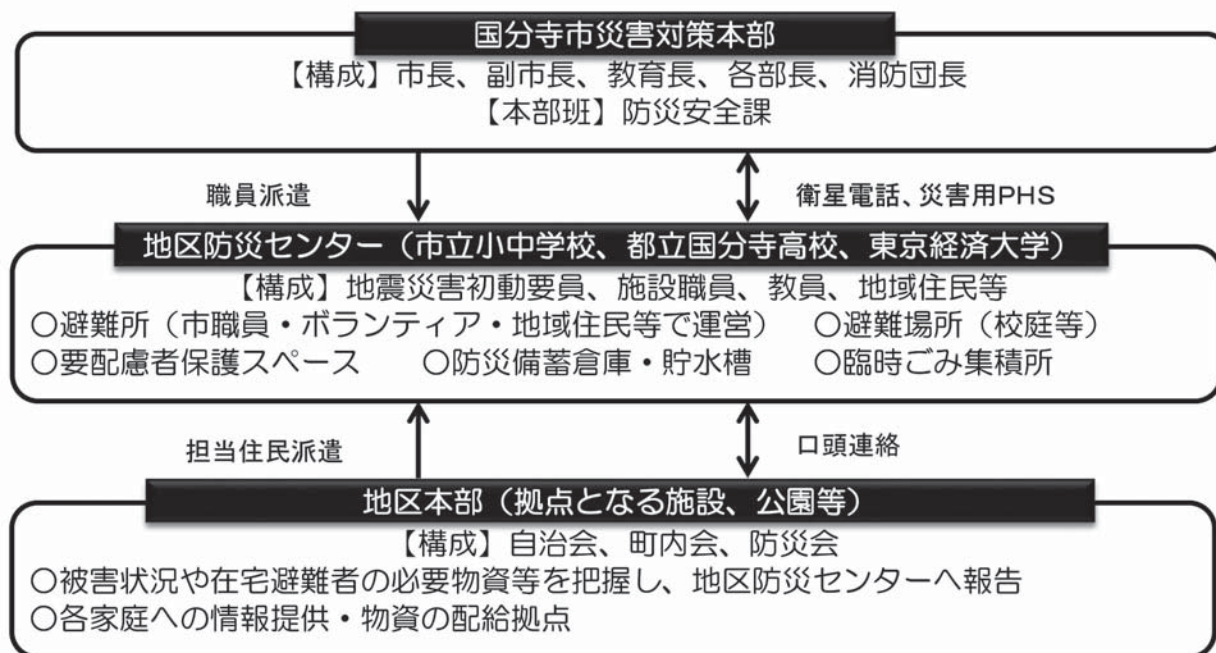 国分寺市災害対策本部
【構成】市長、副市長、教育長、各部長、消防団長
【本部班】防災安全課
職員派遣
衛星電話、災害用PHS
地区防災センター（市立小中学校、都立国分寺高校、東京経済大学）
【構成】地震災害初動要員、施設職員、教員、地域住民等
○避難所（市職員・ボランティア・地域住民等で運営） ○避難場所（校庭等）
○要配慮者保護スペース ○防災備蓄倉庫・貯水槽 ○臨時ごみ集積所
担当住民派遣
口頭連絡
地区本部（拠点となる施設、公園等）
【構成】自治会、町内会、防災会
○被害状況や在宅避難者の必要物資等を把握し、地区防災センターへ報告
○各家庭への情報提供・物資の配給拠点